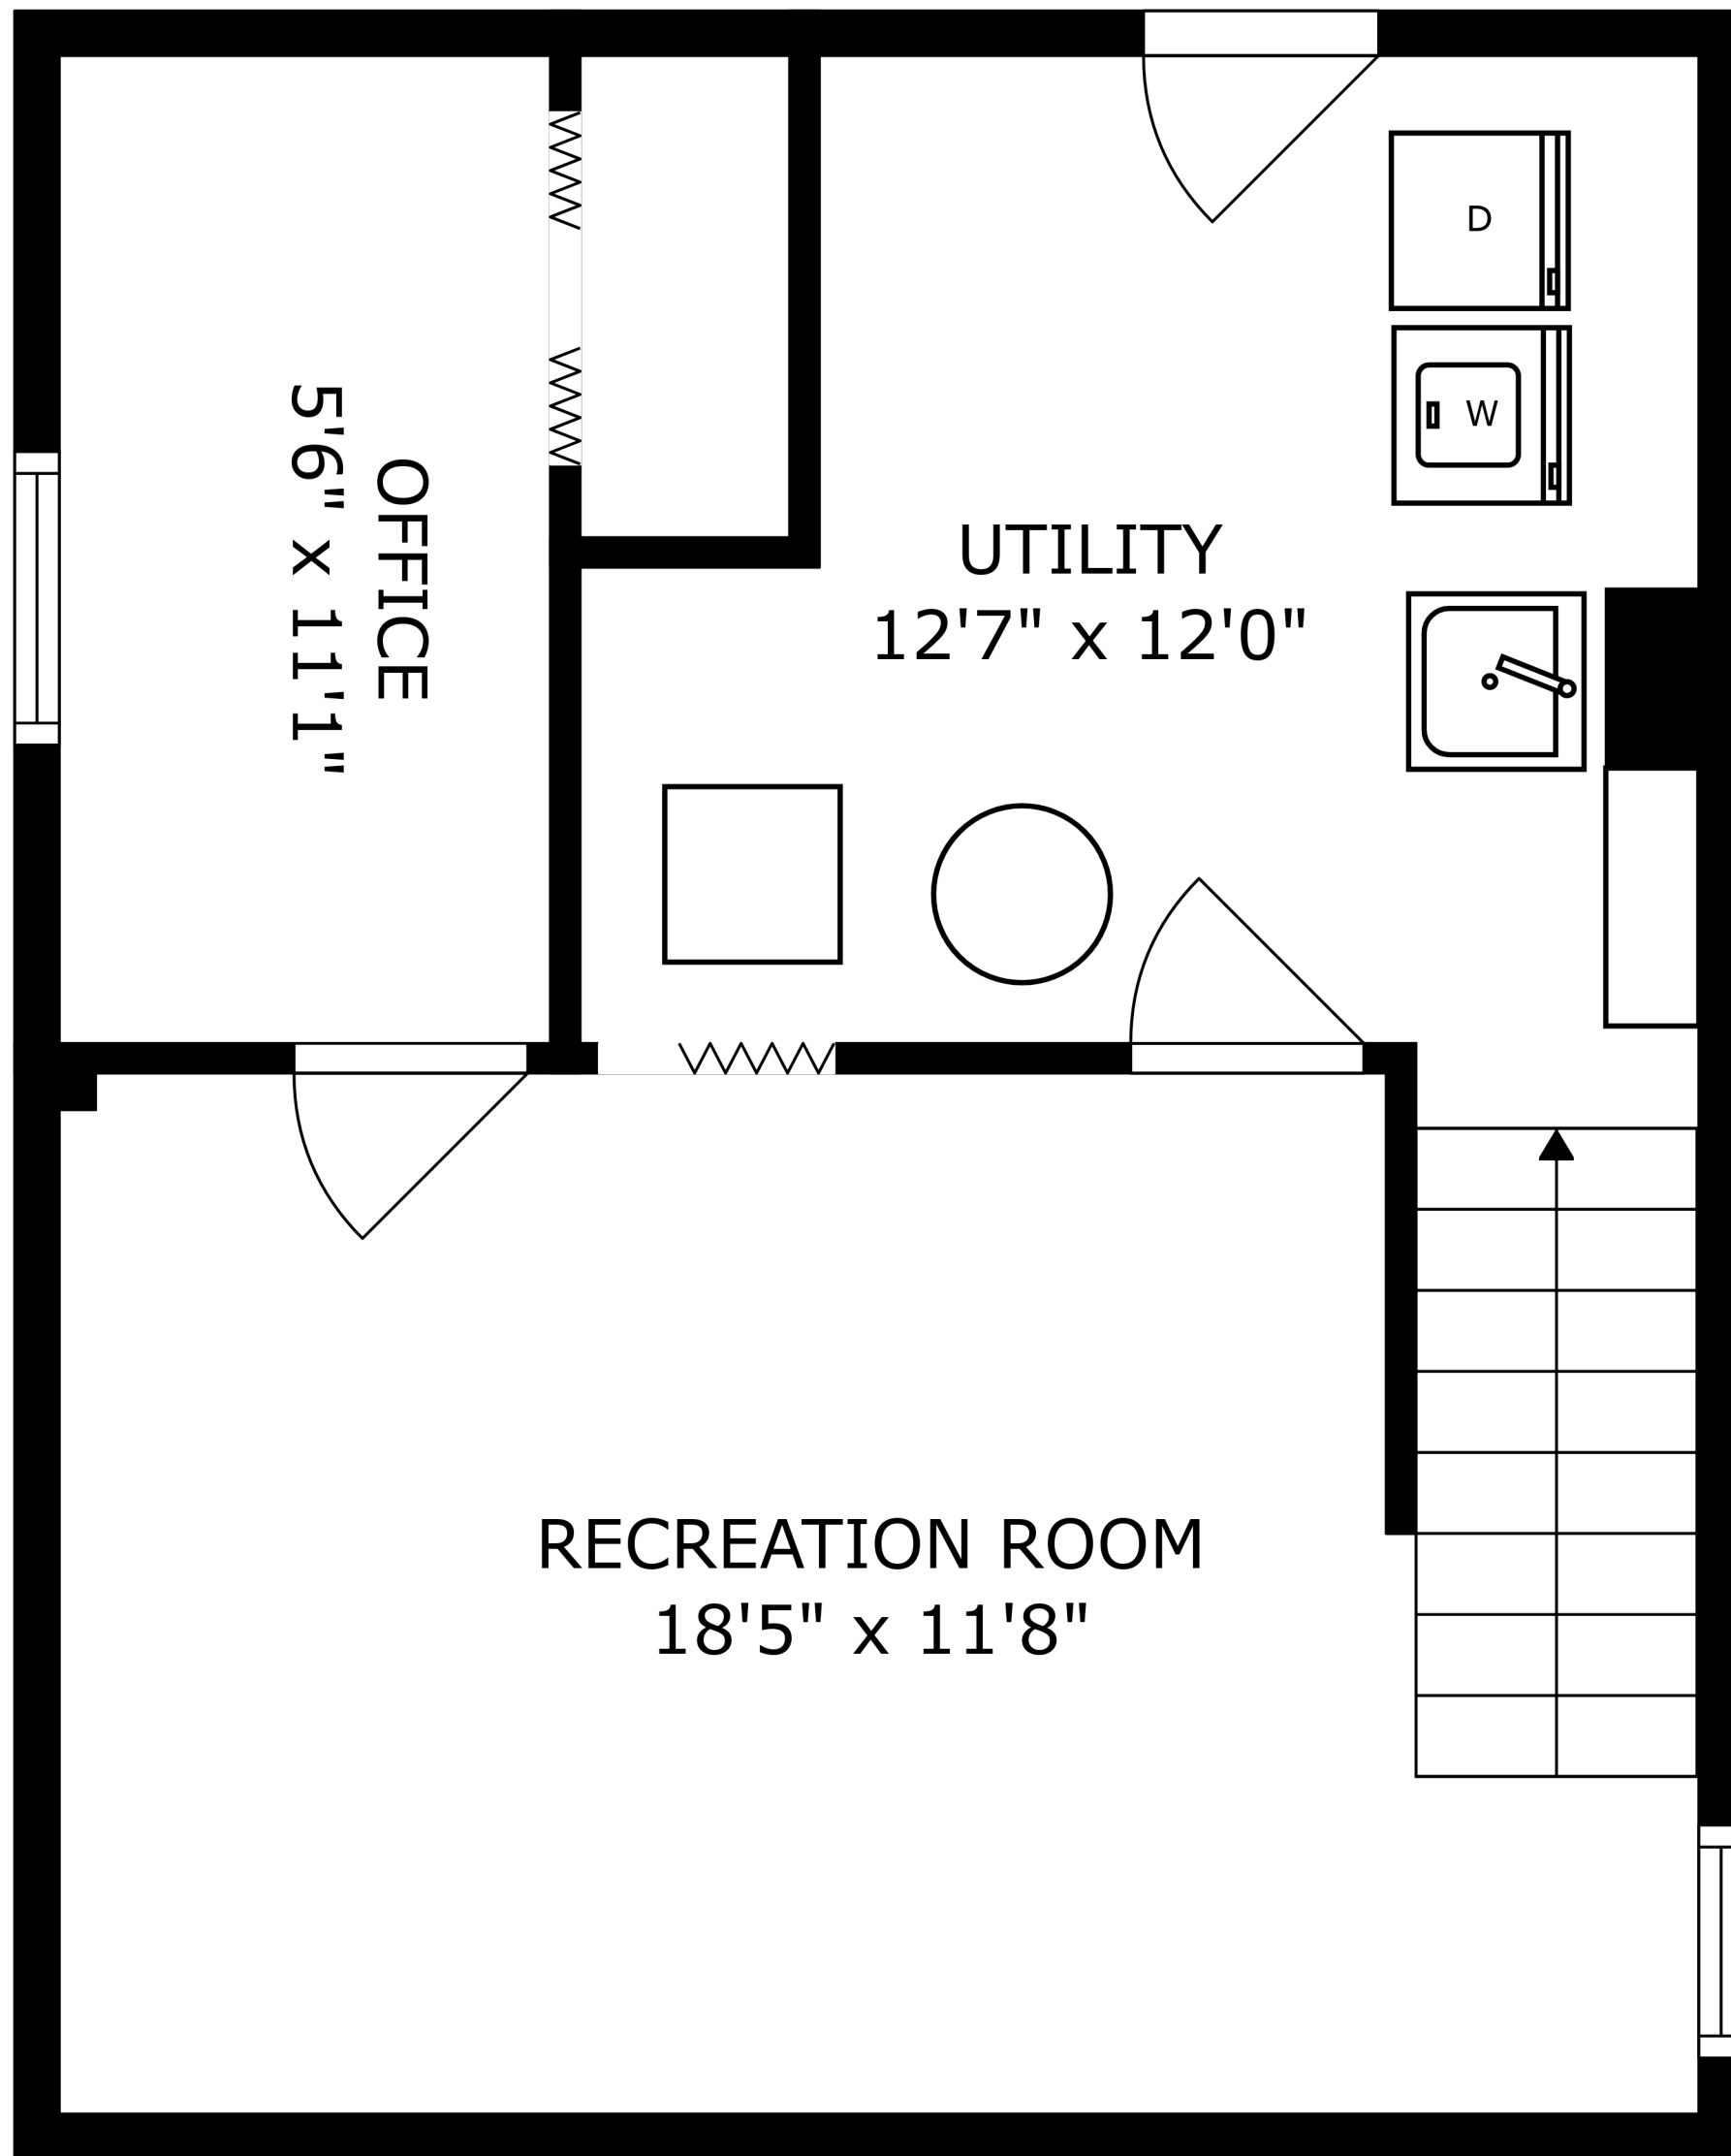 D
W
UTILITY
12'7" x 12'0"
OFFICE
5'6" x 11'1"
RECREATION ROOM
18'5" x 11'8"